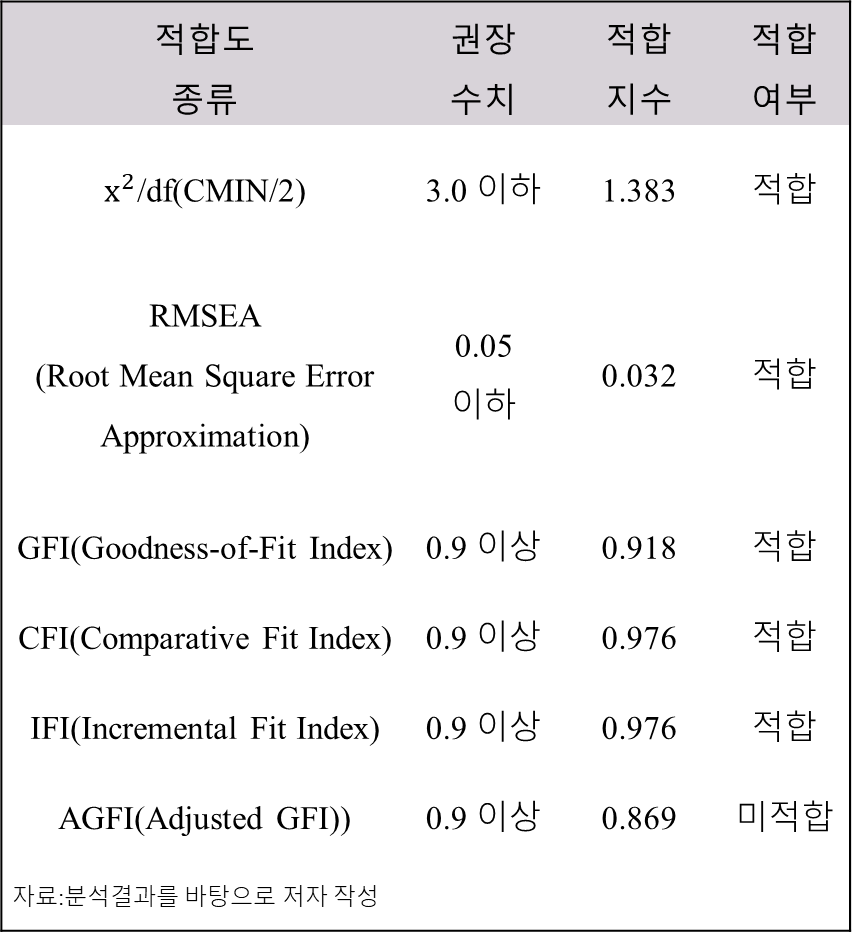 적합도 종류 권장 수치 적합 지수 적합 여부
x²/df(CMIN/2) 3.0 이하 1.383 적합
RMSEA (Root Mean Square Error Approximation) 0.05 이하 0.032 적합
GFI(Goodness-of-Fit Index) 0.9 이상 0.918 적합
CFI(Comparative Fit Index) 0.9 이상 0.976 적합
IFI(Incremental Fit Index) 0.9 이상 0.976 적합
AGFI(Adjusted GFI)) 0.9 이상 0.869 미적합
자료:분석결과를 바탕으로 저자 작성